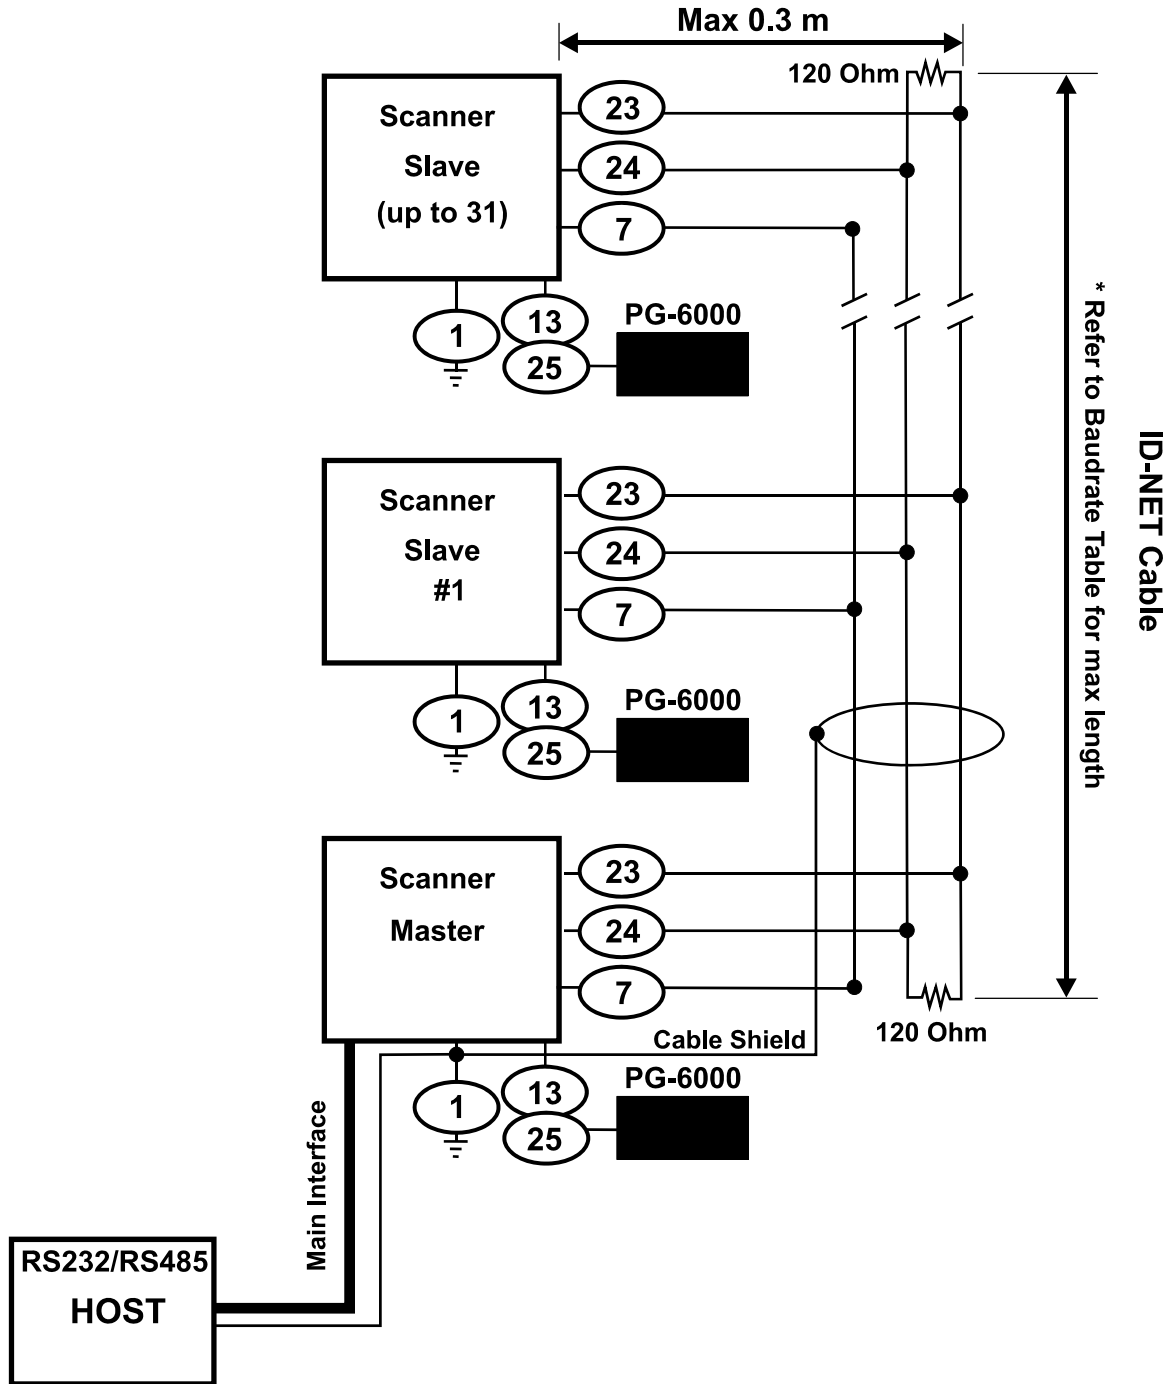 Max 0.3 m
120 Ohm
Scanner
Slave
(up to 31)
23
24
7
1
13
25
PG-6000
Scanner
Slave
#1
23
24
7
1
13
25
PG-6000
Scanner
Master
23
24
7
120 Ohm
Cable Shield
1
13
25
PG-6000
Main Interface
RS232/RS485
HOST
* Refer to Baudrate Table for max length
ID-NET Cable